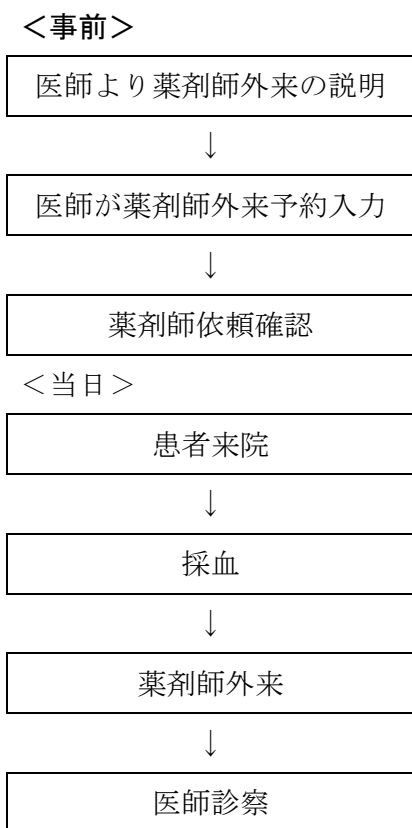 ＜事前＞
医師より薬剤師外来の説明
↓
医師が薬剤師外来予約入力
↓
薬剤師依頼確認
＜当日＞
患者来院
↓
採血
↓
薬剤師外来
↓
医師診察